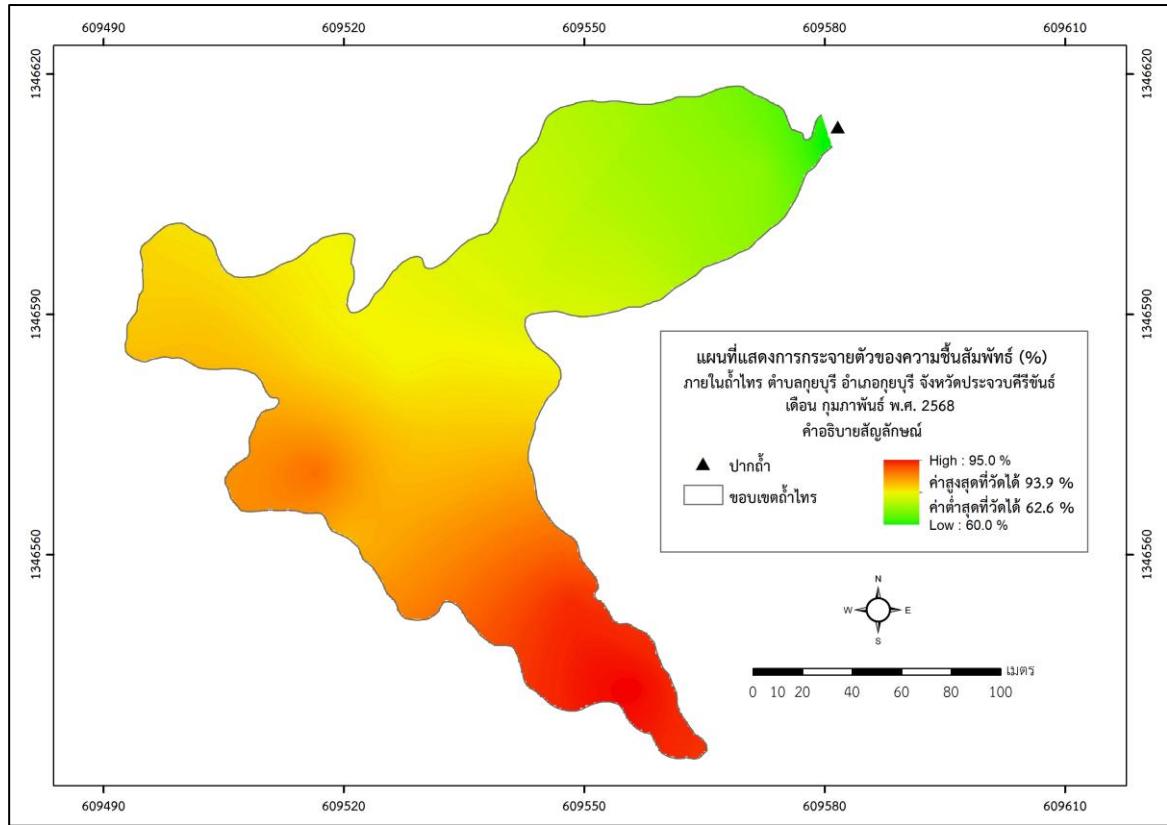 609490 609520 609550 609580 609610
1346620 1346620
1346590 1346590
แผนที่แสดงการกระจายตัวของความชื้นสัมพัทธ์ (%)
ภายในถ้ำไทร ตำบลกุยบุรี อำเภอกุยบุรี จังหวัดประจวบคีรีขันธ์
เดือน กุมภาพันธ์ พ.ศ. 2568
คำอธิบายสัญลักษณ์
ปากถ้ำ
ขอบเขตถ้ำไทร
High : 95.0 %
ค่าสูงสุดที่วัดได้ 93.9 %
ค่าต่ำสุดที่วัดได้ 62.6 %
Low : 60.0 %
1346560 1346560
N
W E
S
เมตร
0 10 20 40 60 80 100
609490 609520 609550 609580 609610